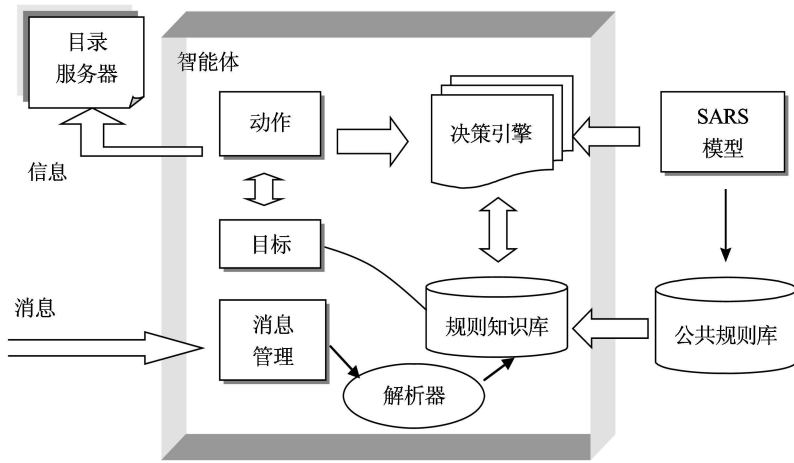 目录
服务器
智能体
动作
决策引擎
SARS
模型
信息
目标
消息
消息
管理
规则知识库
公共规则库
解析器